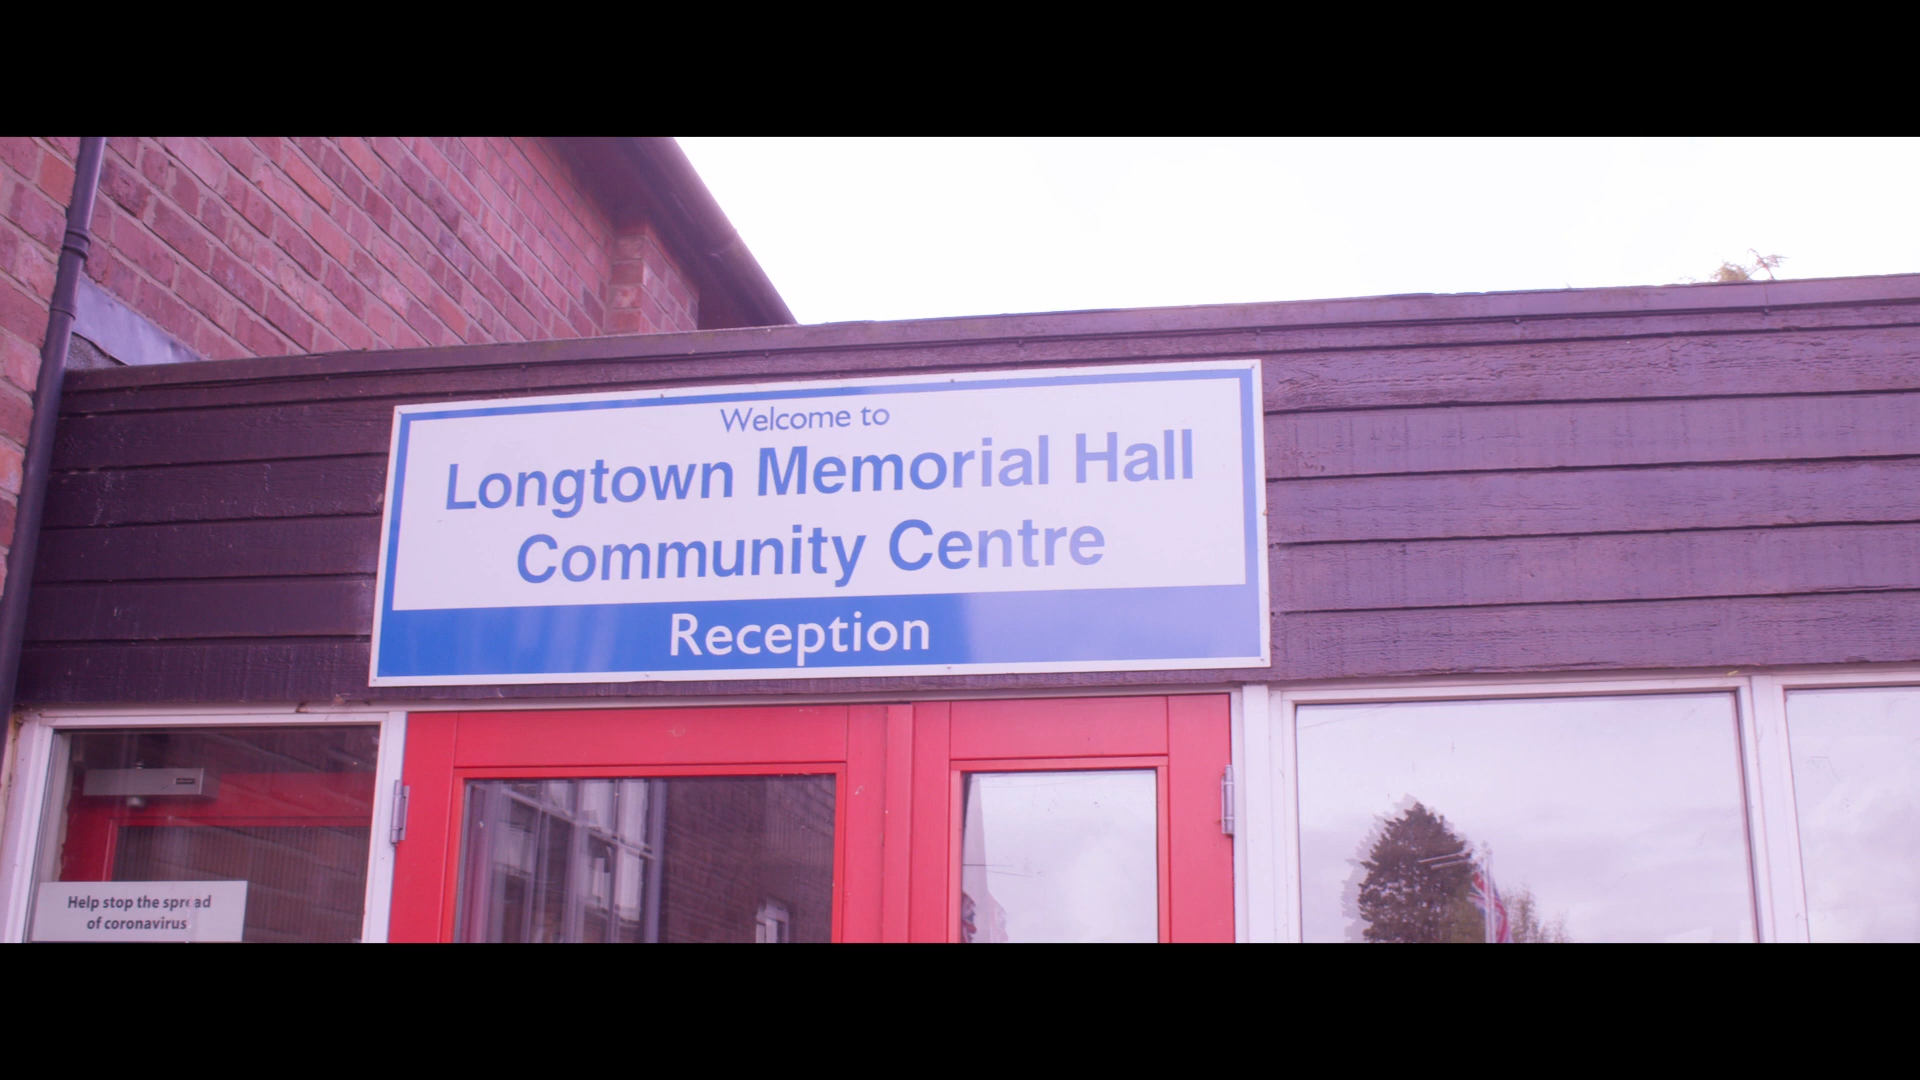 Welcome to
Longtown Memorial Hall
Community Centre
Reception
Help stop the spread
of coronavirus